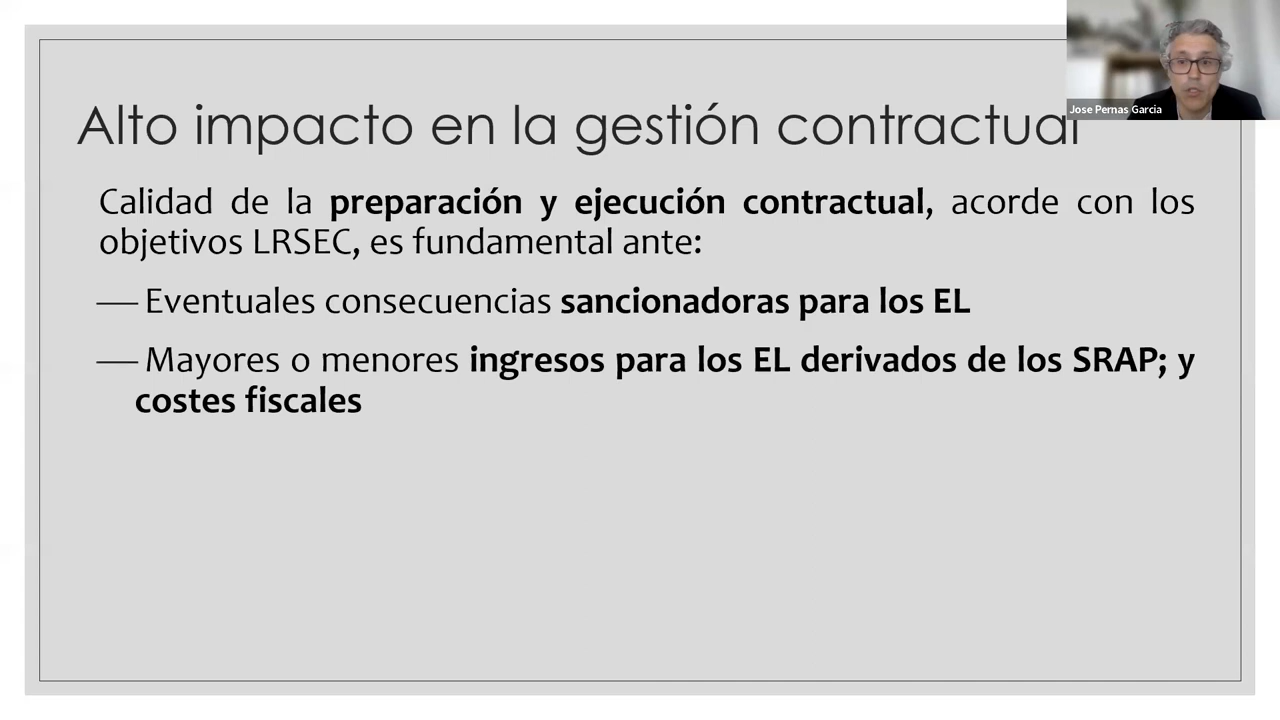 Jose Pernas Garcia
Alto impacto en la gestión contractual
Calidad de la preparación y ejecución contractual, acorde con los
objetivos LRSEC, es fundamental ante:
— Eventuales consecuencias sancionadoras para los EL
— Mayores o menores ingresos para los EL derivados de los SRAP; y
costes fiscales